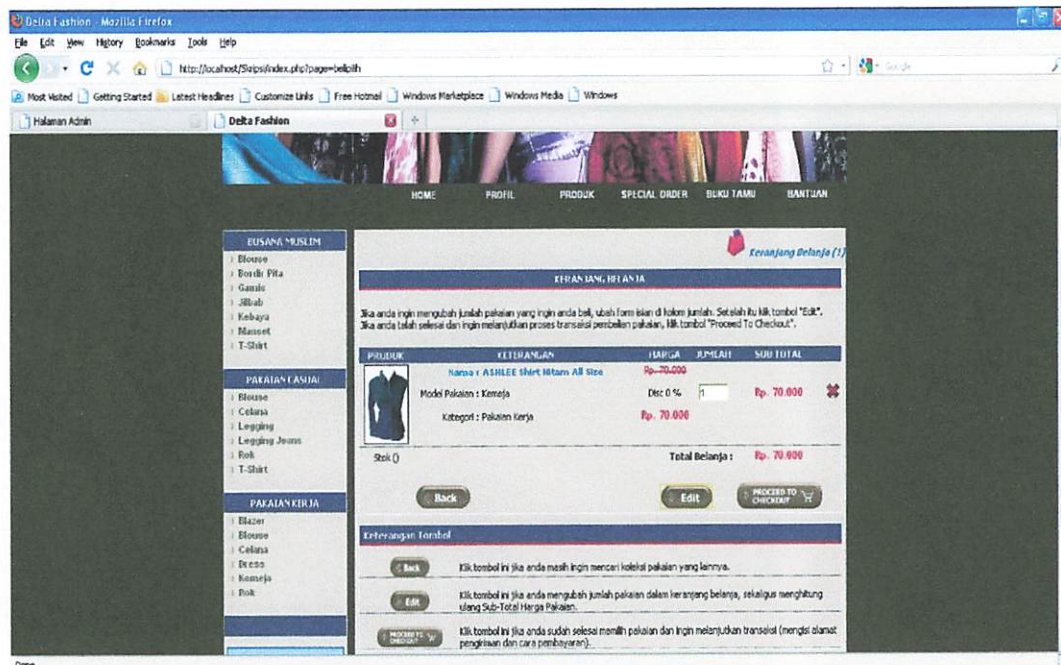 Delta Fashion - Mozilla Firefox
File Edit View History Bookmarks Tools Help
http://localhost/Skripsi/index.php?page=belipilih
Google
Most Visited Getting Started Latest Headlines Customize Links Free Hotmail Windows Marketplace Windows Media Windows
Halaman Admin Delta Fashion
HOME PROFIL PRODUK SPECIAL ORDER BUKU TAMU BANTUAN
BUSANA MUSLIM
Blouse
Bordir Pita
Gamis
Jilbab
Kebaya
Manset
T-Shirt
PAKAIAN CASUAL
Blouse
Celana
Legging
Legging Jeans
Rok
T-Shirt
PAKAIAN KERJA
Blazer
Blouse
Celana
Dress
Kemeja
Rok
Keranjang Belanja (1)
KERANJANG BELANJA
Jika anda ingin mengubah jumlah pakaian yang ingin anda beli, ubah form isian di kolom jumlah. Setelah itu klik tombol "Edit".
Jika anda telah selesai dan ingin melanjutkan proses transaksi pembelian pakaian, klik tombol "Proceed To Checkout".
PRODUK KETERANGAN HARGA JUMLAH SUB TOTAL
Nama : ASHLEE Shirt Hitam All Size Rp. 70.000
Model Pakaian : Kemeja Disc 0 % 1 Rp. 70.000
Kategori : Pakaian Kerja Rp. 70.000
Stok () Total Belanja : Rp. 70.000
Back Edit PROCEED TO CHECKOUT
Keterangan Tombol
Back Klik tombol ini jika anda masih ingin mencari koleksi pakaian yang lainnya.
Edit Klik tombol ini jika anda mengubah jumlah pakaian dalam keranjang belanja, sekaligus menghitung
ulang Sub-Total Harga Pakaian.
PROCEED TO CHECKOUT Klik tombol ini jika anda sudah selesai memilih pakaian dan ingin melanjutkan transaksi (mengisi alamat
pengiriman dan cara pembayaran).
Done